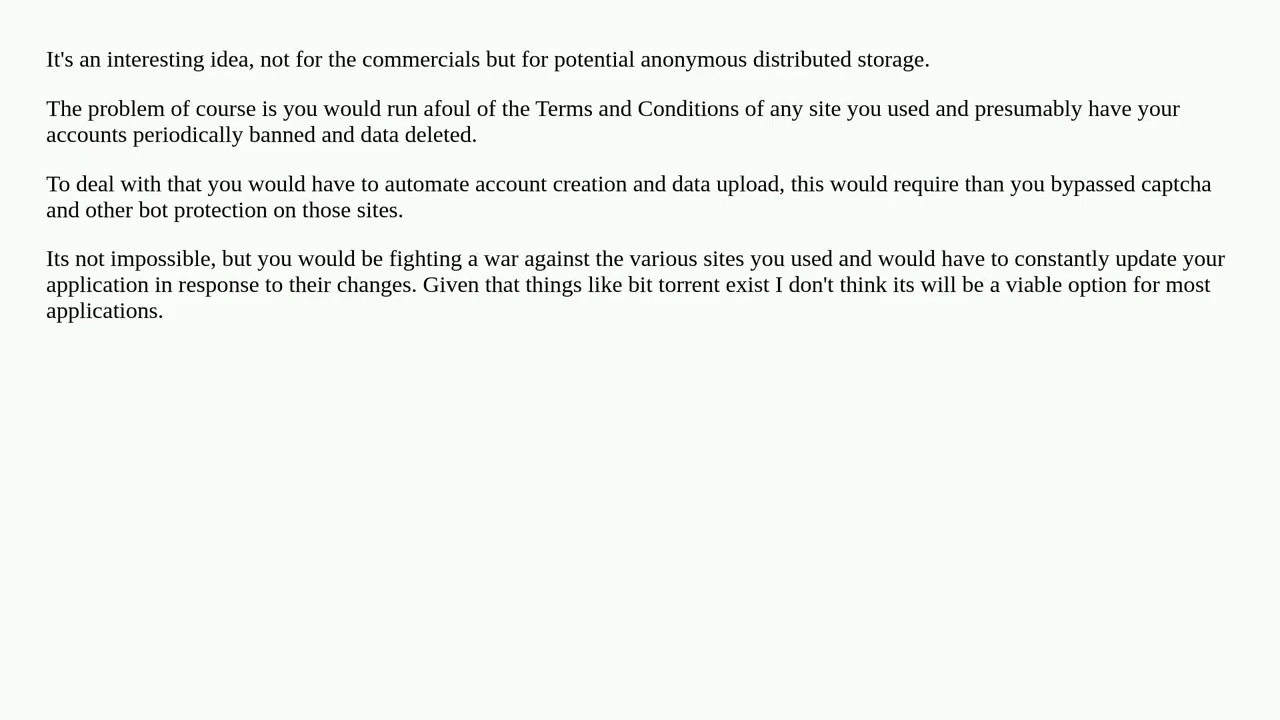 It's an interesting idea, not for the commercials but for potential anonymous distributed storage.
The problem of course is you would run afoul of the Terms and Conditions of any site you used and presumably have your
accounts periodically banned and data deleted.
To deal with that you would have to automate account creation and data upload, this would require than you bypassed captcha
and other bot protection on those sites.
Its not impossible, but you would be fighting a war against the various sites you used and would have to constantly update your
application in response to their changes. Given that things like bit torrent exist I don't think its will be a viable option for most
applications.